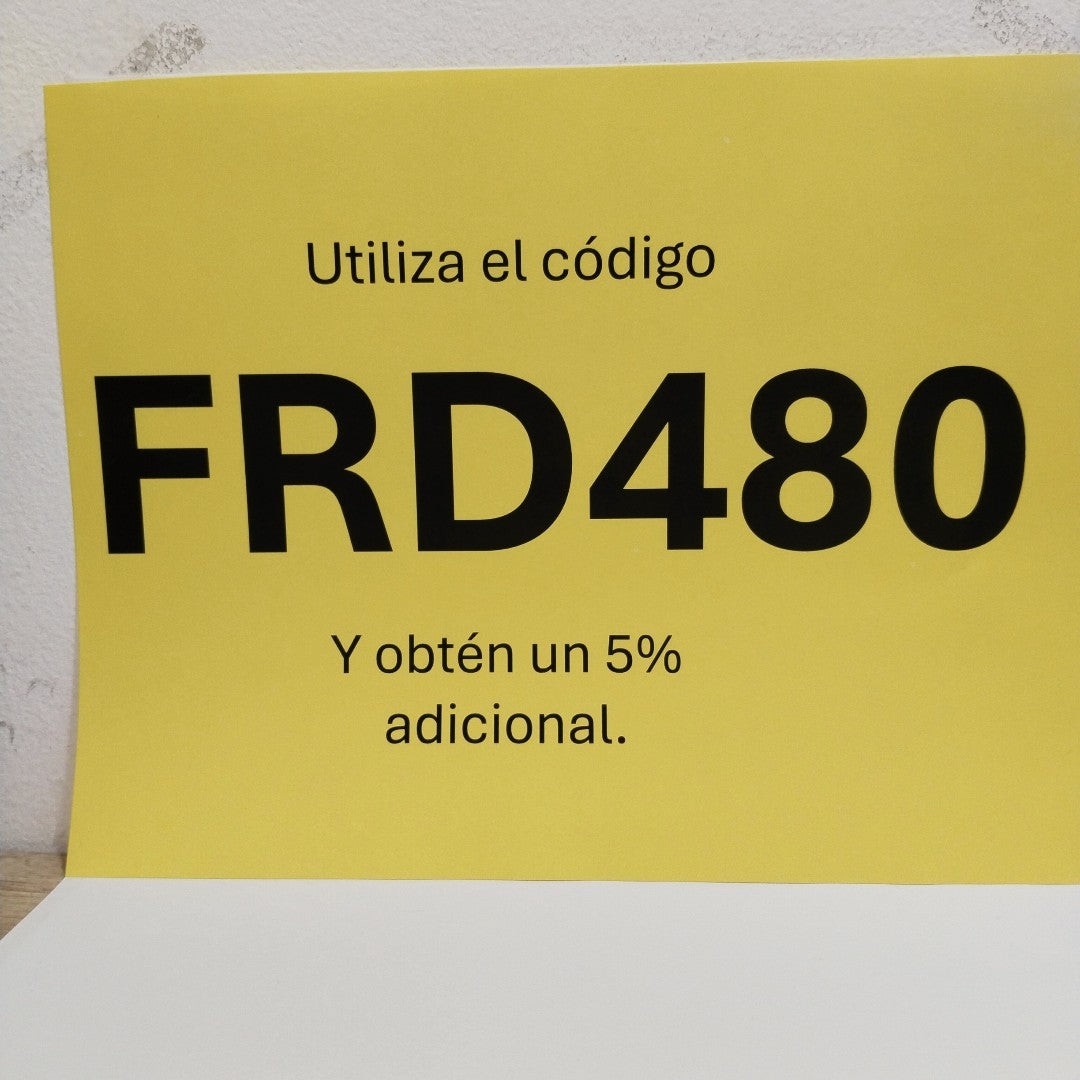 Utiliza el código
FRD480
Y obtén un 5%
adicional.